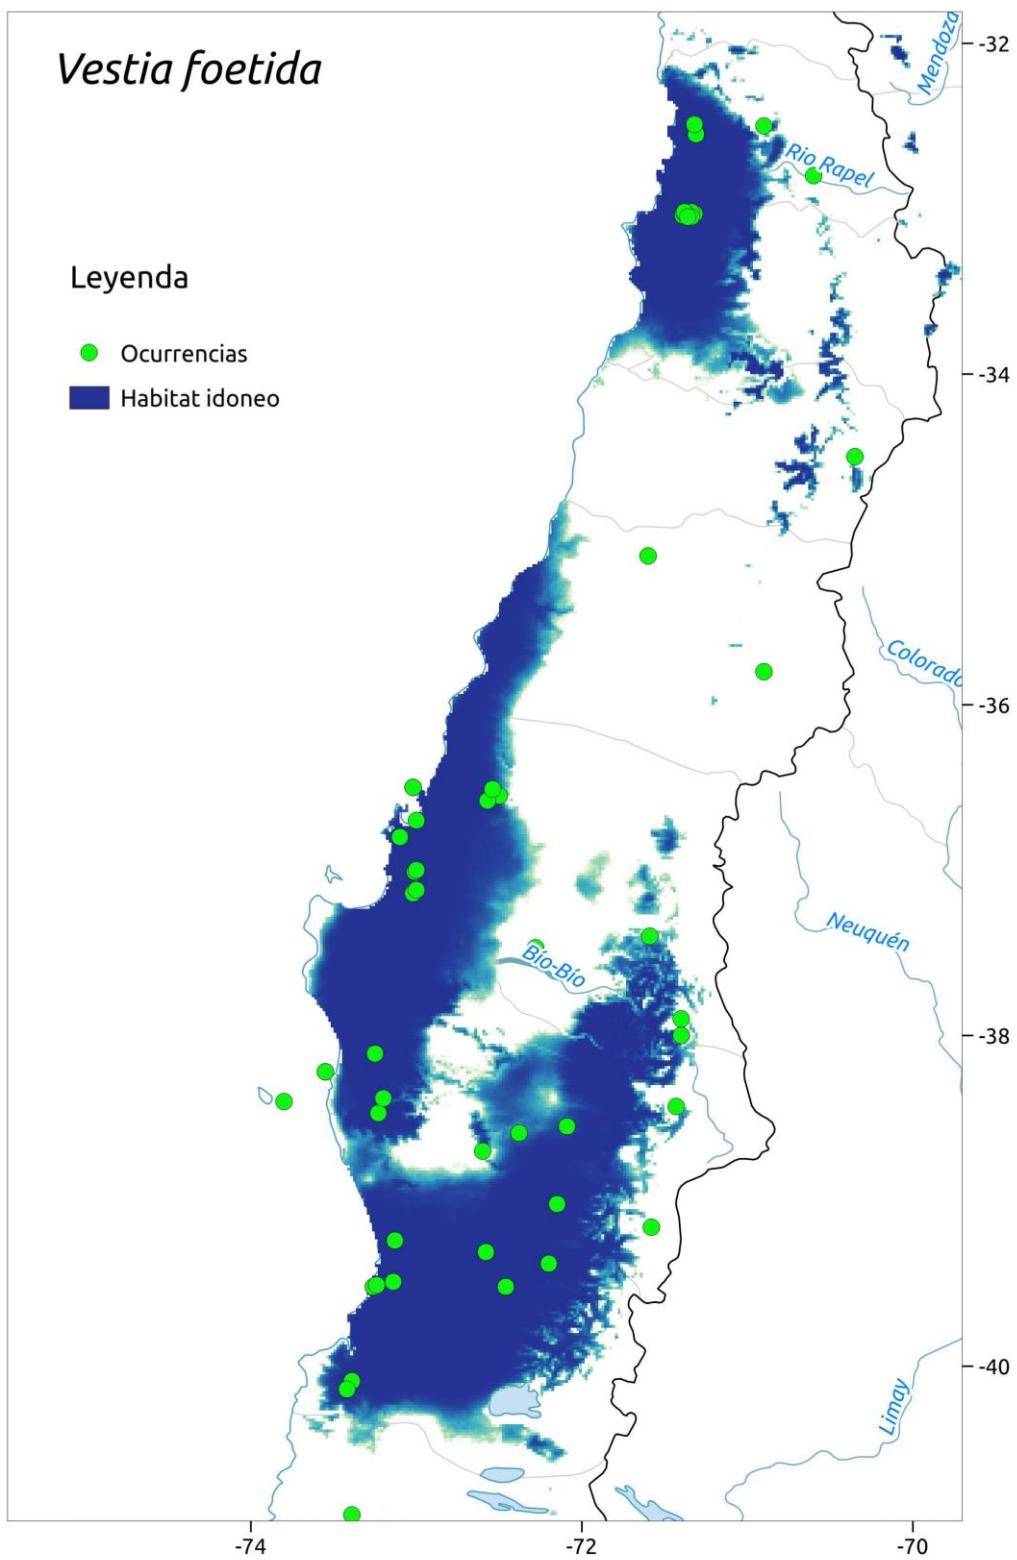 Vestia foetida
Leyenda
Ocurrencias
Habitat idoneo
Mendoza
Rio Rapel
Colorado
Neuquén
Bío-Bío
Limay
-32
-34
-36
-38
-40
-74
-72
-70